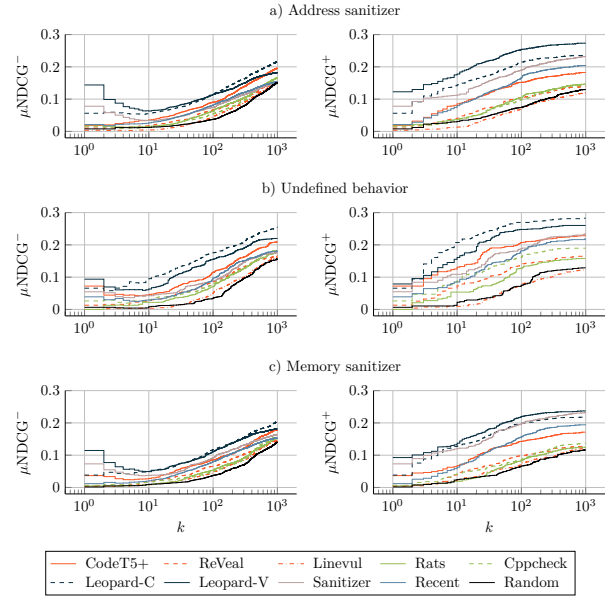 a) Address sanitizer
μNDCG⁻ 0.3 0.2 0.1 0 10⁰ 10¹ 10² 10³
μNDCG⁺ 0.3 0.2 0.1 0 10⁰ 10¹ 10² 10³
b) Undefined behavior
μNDCG⁻ 0.3 0.2 0.1 0 10⁰ 10¹ 10² 10³
μNDCG⁺ 0.3 0.2 0.1 0 10⁰ 10¹ 10² 10³
c) Memory sanitizer
μNDCG⁻ 0.3 0.2 0.1 0 10⁰ 10¹ 10² 10³
k
μNDCG⁺ 0.3 0.2 0.1 0 10⁰ 10¹ 10² 10³
k
CodeT5+ ReVeal Linevul Rats Cppcheck
Leopard-C Leopard-V Sanitizer Recent Random